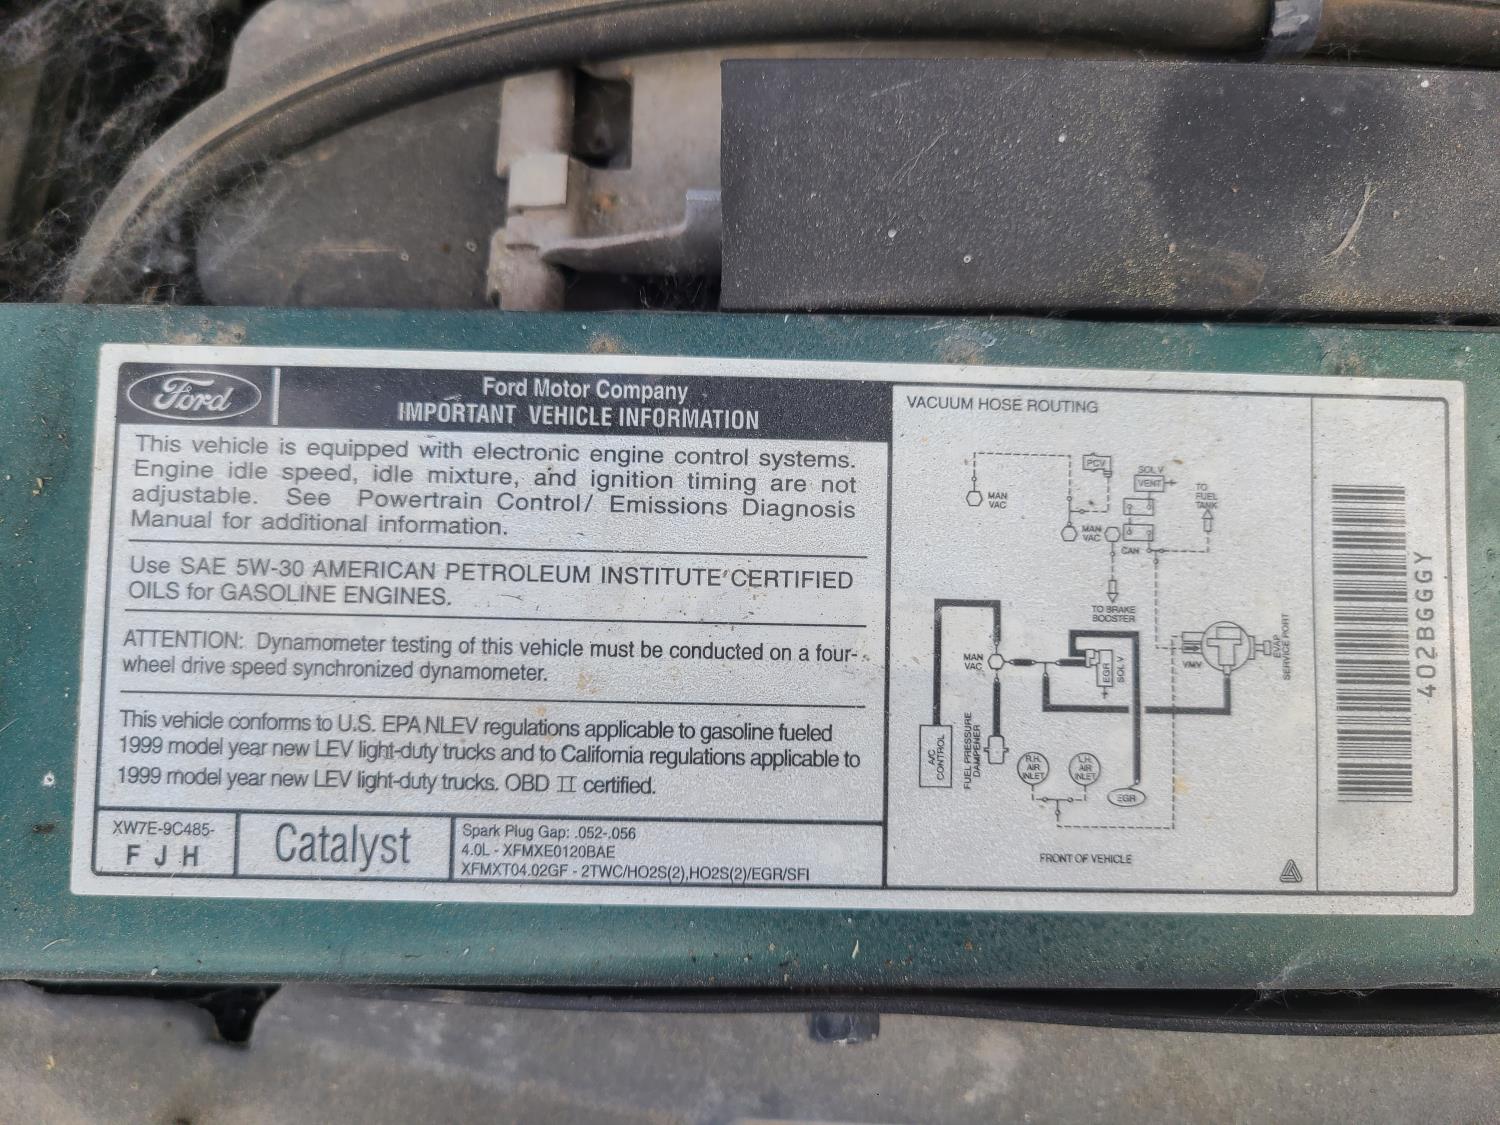 Ford
Ford Motor Company
IMPORTANT VEHICLE INFORMATION
This vehicle is equipped with electronic engine control systems.
Engine idle speed, idle mixture, and ignition timing are not
adjustable. See Powertrain Control/ Emissions Diagnosis
Manual for additional information.
Use SAE 5W-30 AMERICAN PETROLEUM INSTITUTE CERTIFIED
OILS for GASOLINE ENGINES.
ATTENTION: Dynamometer testing of this vehicle must be conducted on a four-
wheel drive speed synchronized dynamometer.
This vehicle conforms to U.S. EPA NLEV regulations applicable to gasoline fueled
1999 model year new LEV light-duty trucks and to California regulations applicable to
1999 model year new LEV light-duty trucks. OBD II certified.
XW7E-9C485-
F J H
Catalyst
Spark Plug Gap: .052-.056
4.0L - XFMXE0120BAE
XFMXT04.02GF - 2TWC/HO2S(2),HO2S(2)/EGR/SFI
VACUUM HOSE ROUTING
PCV
SOLV
VENT
MAN
VAC
TO
FUEL
TANK
MAN
VAC
CAN
TO BRAKE
BOOSTER
MAN
VAC
EGR
SOLV
VMV
EVAP
SERVICE PORT
A/C
CONTROL
FUEL PRESSURE
DAMPENER
R.H.
AIR
INLET
L.H.
AIR
INLET
EGR
FRONT OF VEHICLE
402BGGGY